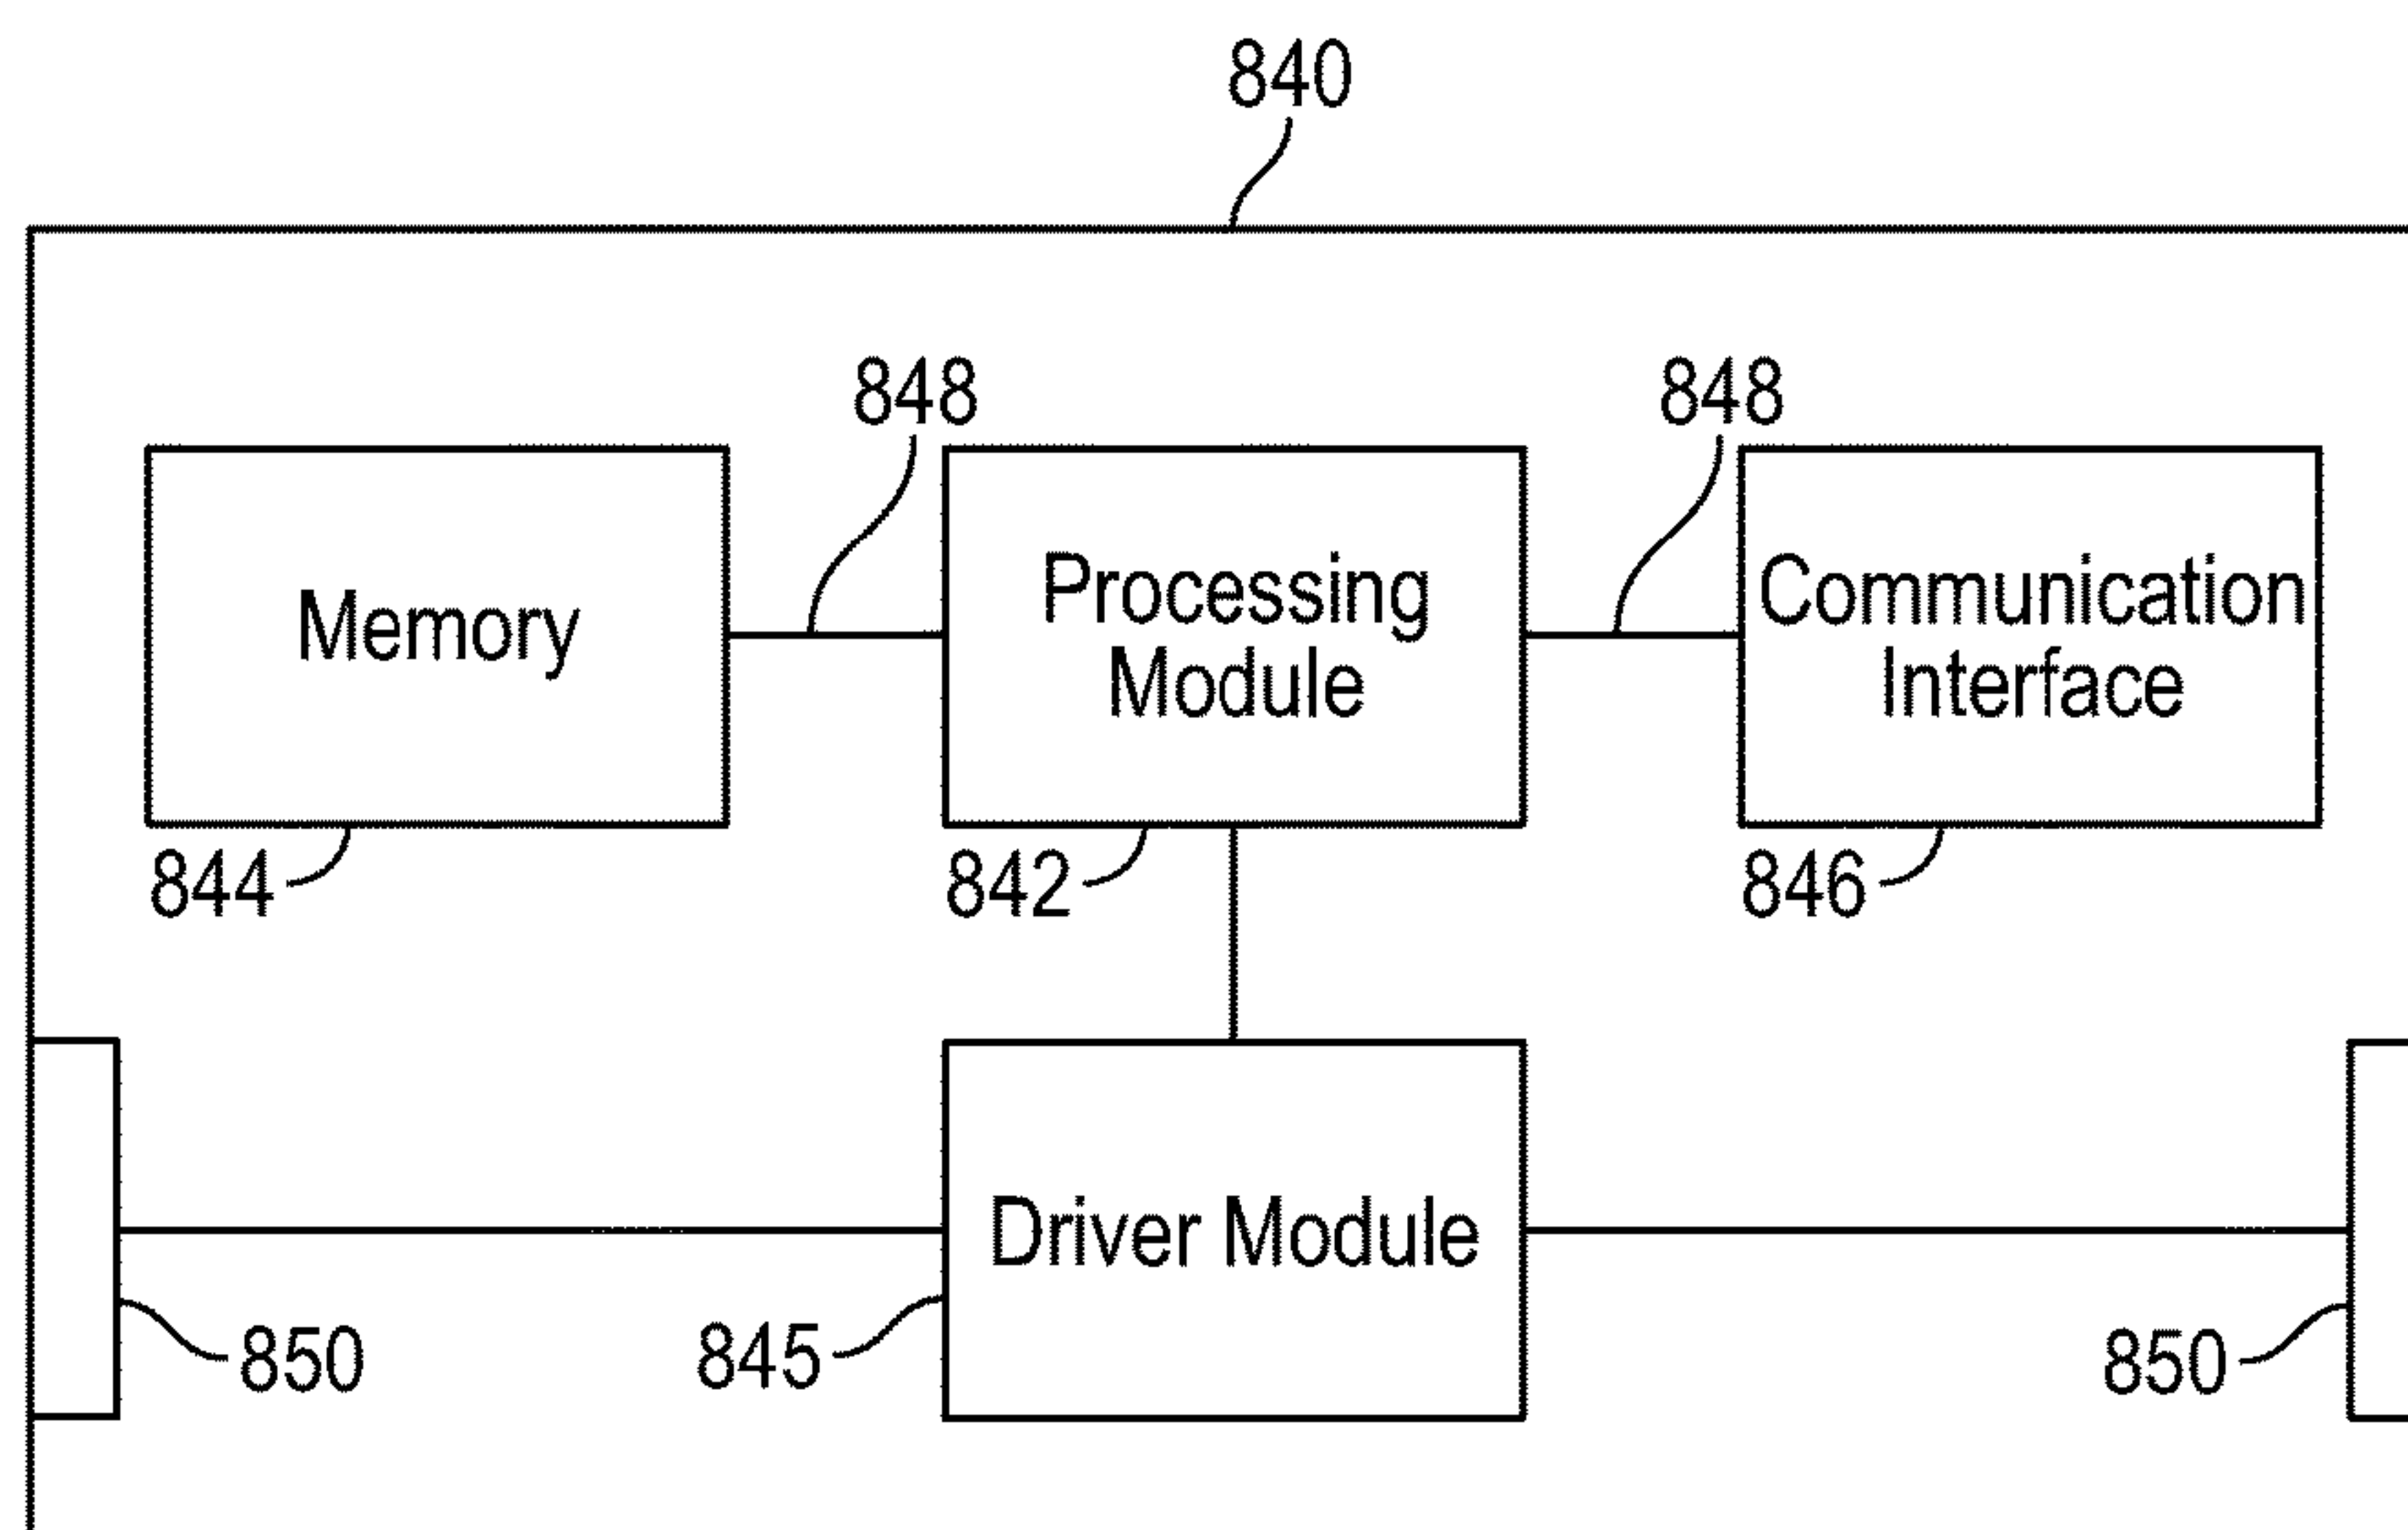 840
848
848
Memory
Processing
Module
Communication
Interface
844
842
846
Driver Module
850
845
850